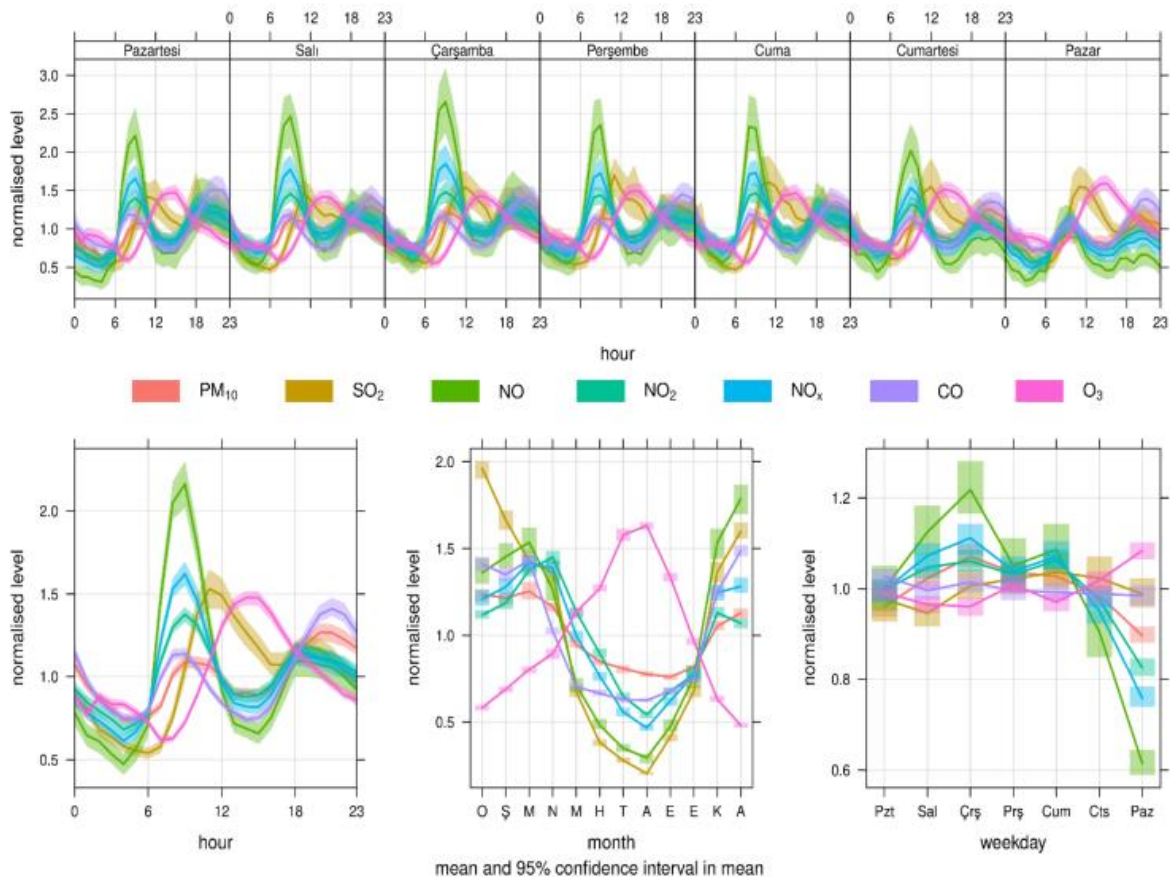 0 6 12 18 23 0 6 12 18 23 0 6 12 18 23
Pazartesi Salı Çarşamba Perşembe Cuma Cumartesi Pazar
normalised level
3.0
2.5
2.0
1.5
1.0
0.5
0 6 12 18 23 0 6 12 18 23 0 6 12 18 23 0 6 12 18 23
hour
PM₁₀ SO₂ NO NO₂ NOₓ CO O₃
normalised level
2.0
1.5
1.0
0.5
0 6 12 18 23
hour
normalised level
2.0
1.5
1.0
0.5
O Ş M N M H T A E E K A
month
normalised level
1.2
1.0
0.8
0.6
Pzt Sal Çrş Prş Cum Cts Paz
weekday
mean and 95% confidence interval in mean